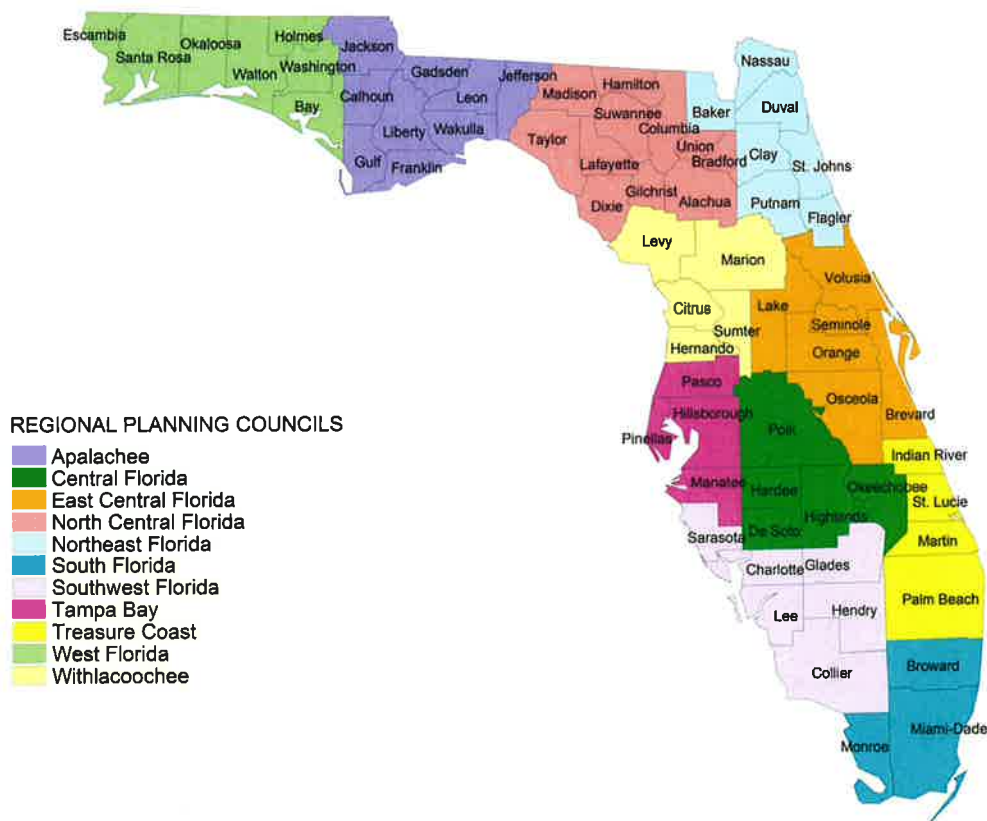 Escambia
Santa Rosa
Okaloosa
Holmes
Walton
Washington
Bay
Jackson
Calhoun
Gadsden
Jefferson
Leon
Liberty
Wakulla
Gulf
Franklin
Madison
Hamilton
Suwannee
Taylor
Columbia
Union
Lafayette
Bradford
Gilchrist
Alachua
Dixie
Nassau
Baker
Duval
Clay
St. Johns
Putnam
Flagler
Levy
Marion
Citrus
Sumter
Hernando
Lake
Volusia
Seminole
Orange
Osceola
Brevard
Pasco
Hillsborough
Pinellas
Manatee
Polk
Hardee
Okeechobee
Highlands
De Soto
Indian River
St. Lucie
Martin
Palm Beach
Sarasota
Charlotte
Glades
Lee
Hendry
Collier
Broward
Miami-Dade
Monroe
REGIONAL PLANNING COUNCILS
Apalachee
Central Florida
East Central Florida
North Central Florida
Northeast Florida
South Florida
Southwest Florida
Tampa Bay
Treasure Coast
West Florida
Withlacoochee